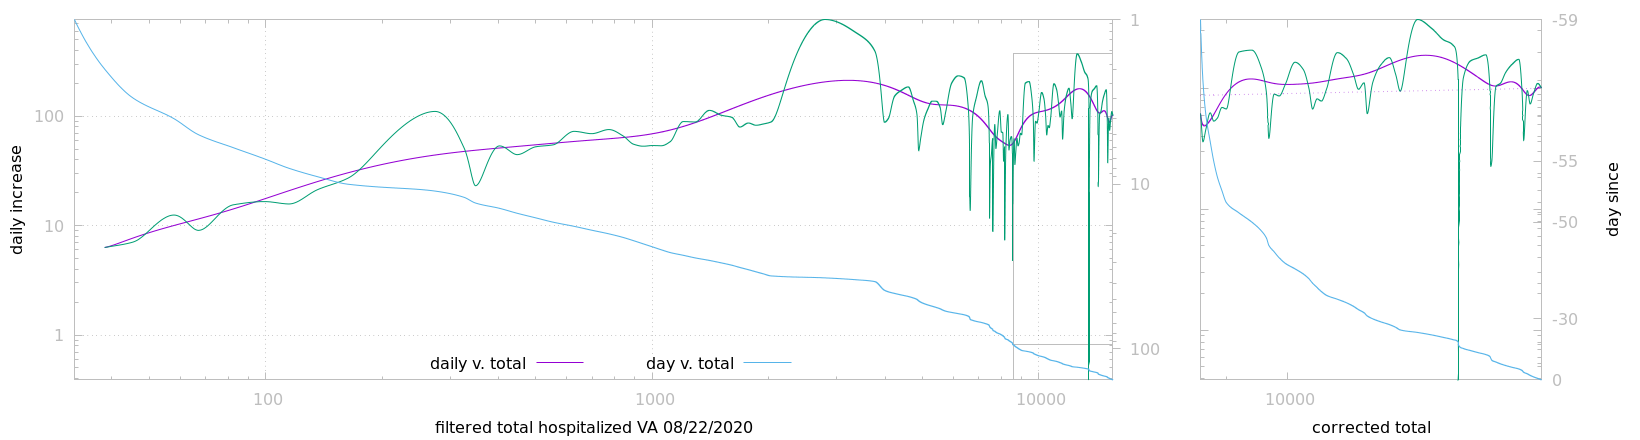 1
-59
100
daily increase
-55
10
day since
10
-50
1
-30
100
daily v. total
day v. total
0
100
1000
10000
10000
filtered total hospitalized VA 08/22/2020
corrected total